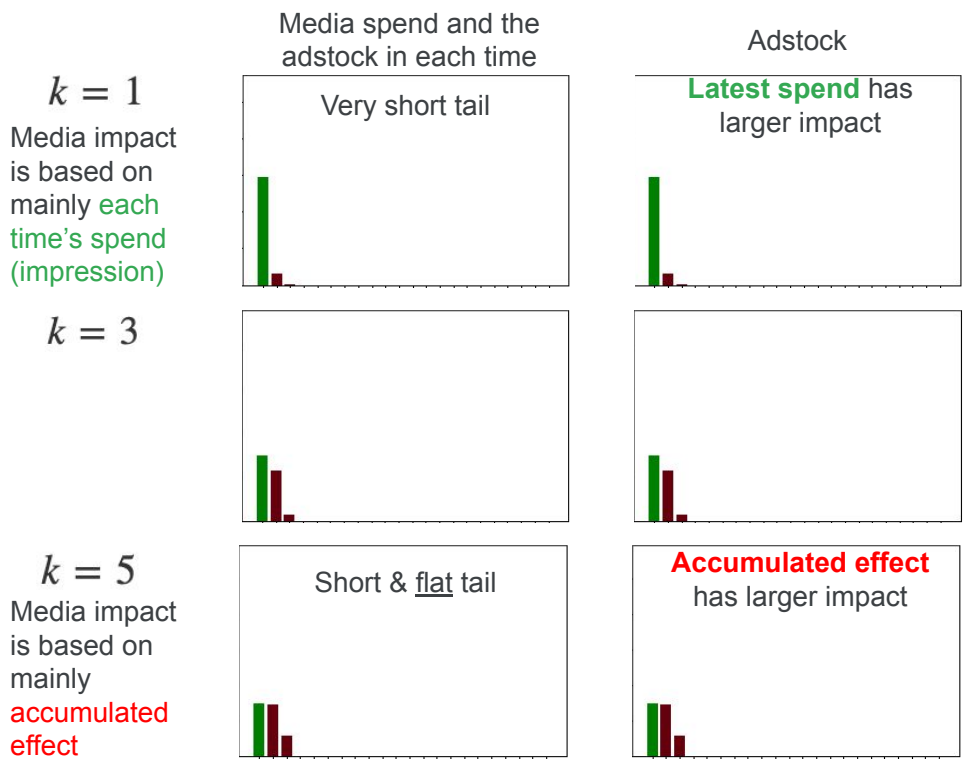 Media spend and the
adstock in each time
Adstock
k = 1
Media impact
is based on
mainly each
time's spend
(impression)
Very short tail
Latest spend has
larger impact
k = 3
k = 5
Media impact
is based on
mainly
accumulated
effect
Short & flat tail
Accumulated effect
has larger impact